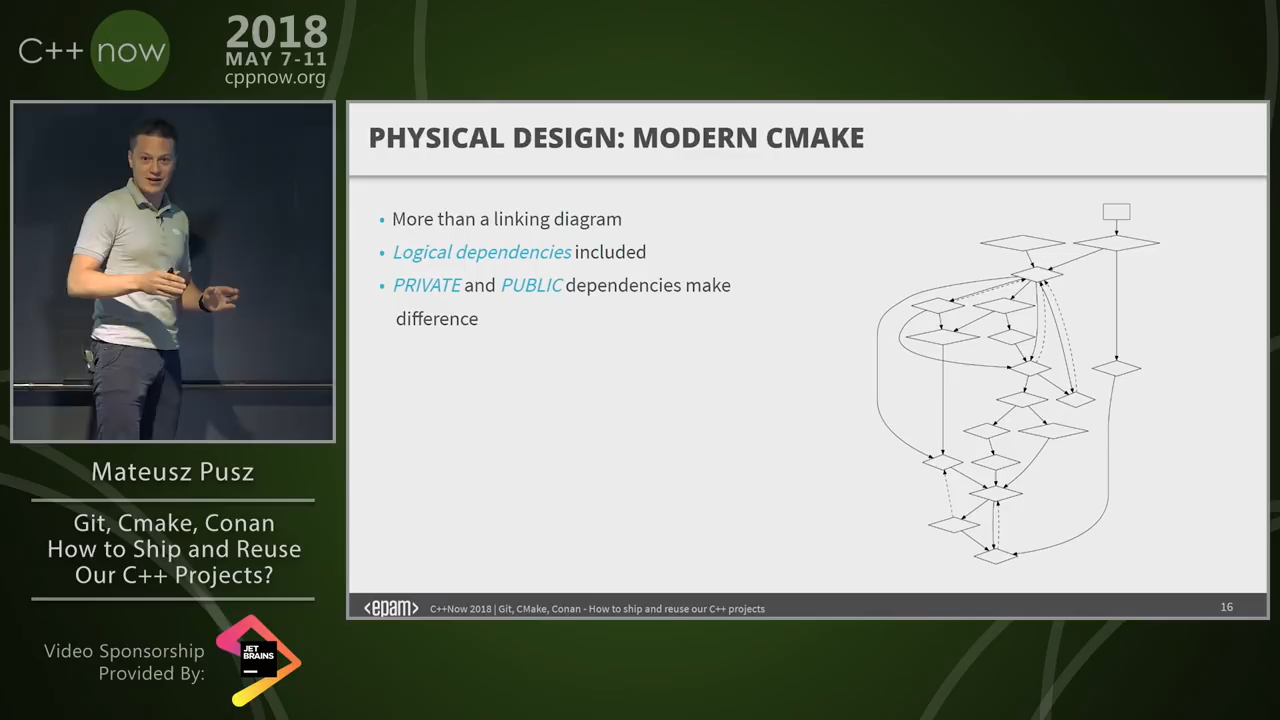 C++ now
2018
MAY 7-11
cppnow.org
PHYSICAL DESIGN: MODERN CMAKE
• More than a linking diagram
• Logical dependencies included
• PRIVATE and PUBLIC dependencies make
difference
Mateusz Pusz
Git, Cmake, Conan
How to Ship and Reuse
Our C++ Projects?
Video Sponsorship
Provided By:
JET
BRAINS
<epam>
C++Now 2018 | Git, CMake, Conan - How to ship and reuse our C++ projects
16